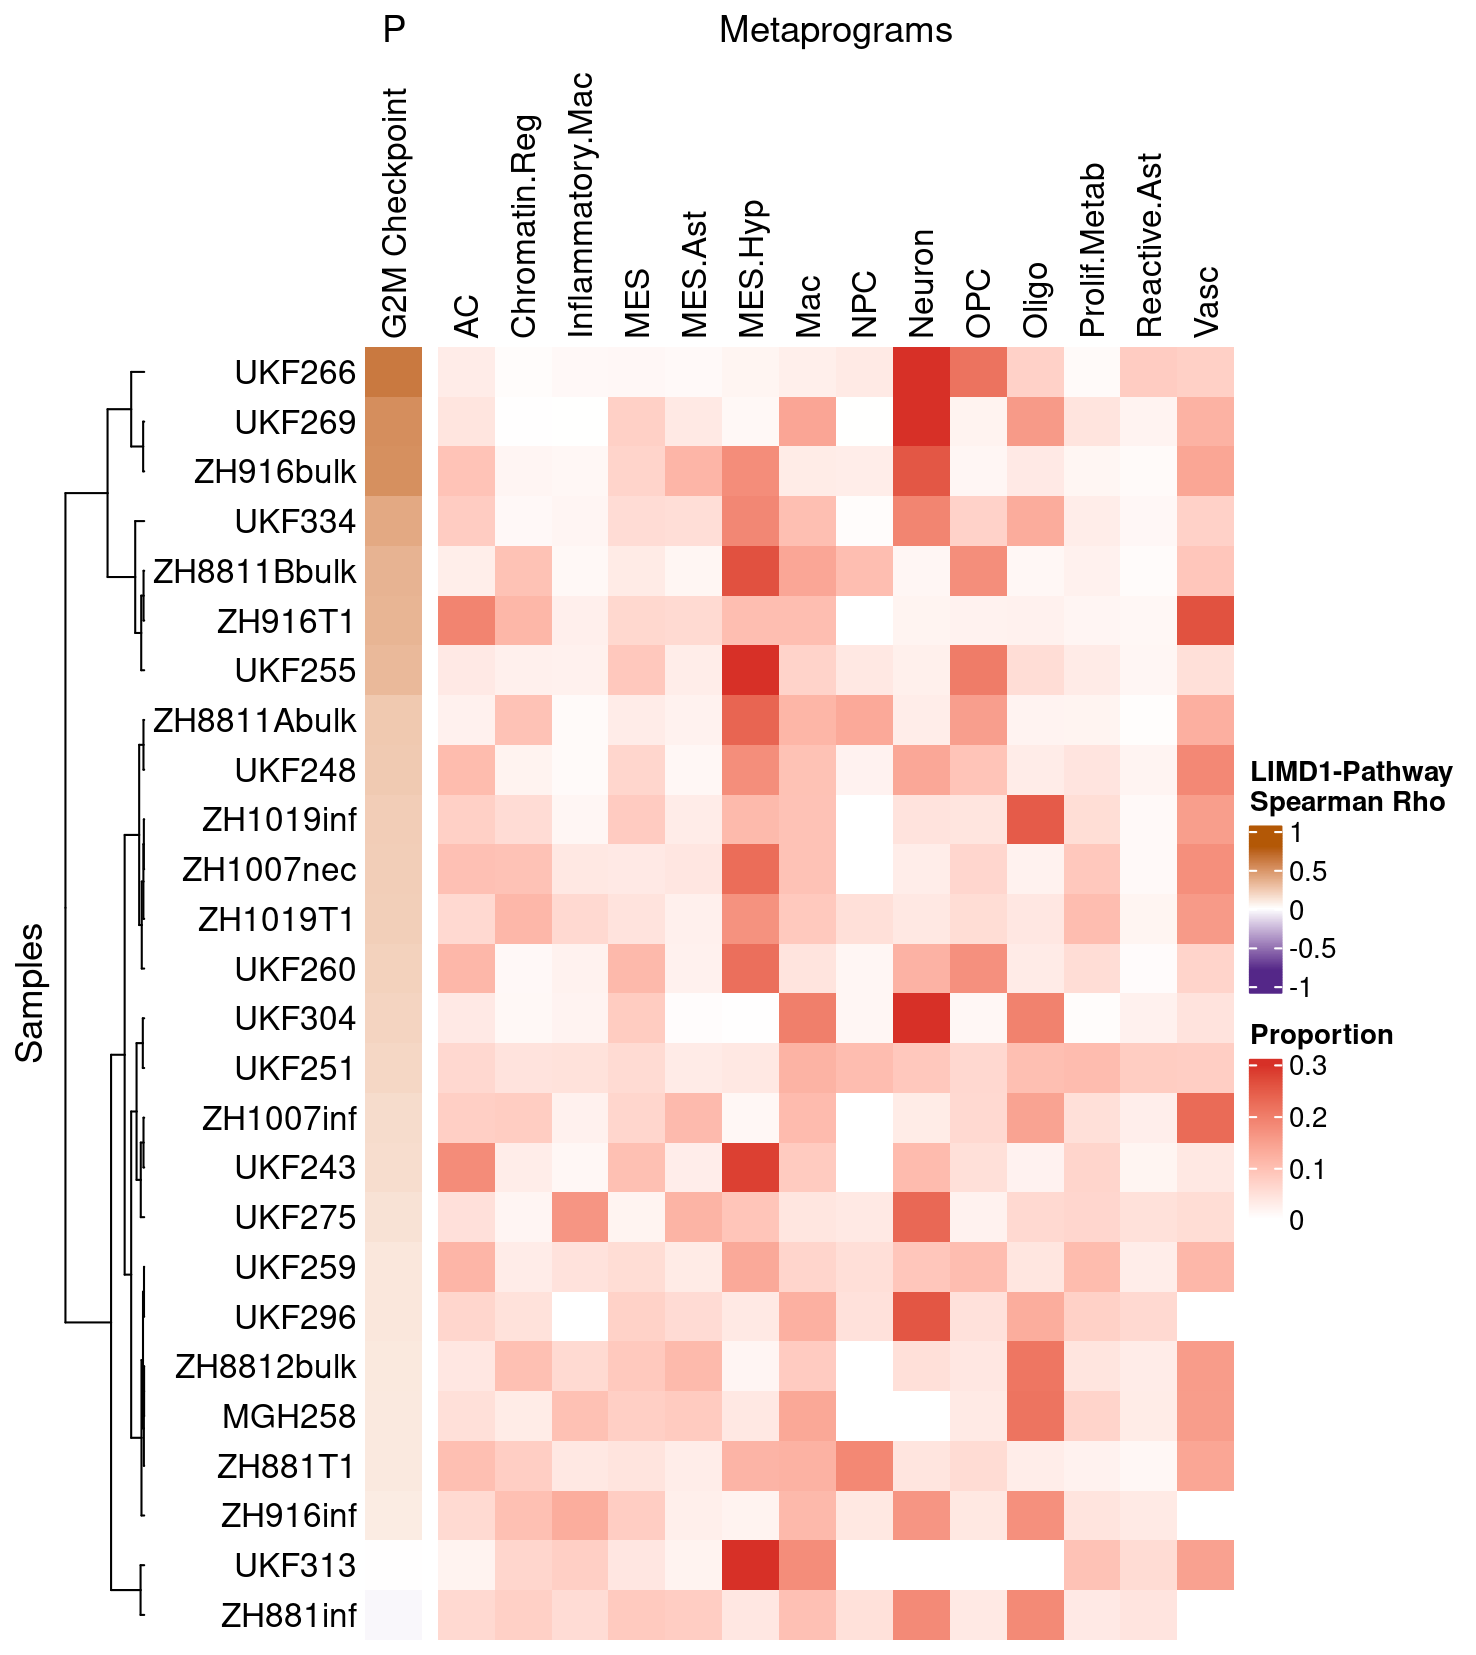 P
Metaprograms
G2M Checkpoint
AC
Chromatin.Reg
Inflammatory.Mac
MES
MES.Ast
MES.Hyp
Mac
NPC
Neuron
OPC
Oligo
Prolif.Metab
Reactive.Ast
Vasc
Samples
UKF266
UKF269
ZH916bulk
UKF334
ZH8811Bbulk
ZH916T1
UKF255
ZH8811Abulk
UKF248
ZH1019inf
ZH1007nec
ZH1019T1
UKF260
UKF304
UKF251
ZH1007inf
UKF243
UKF275
UKF259
UKF296
ZH8812bulk
MGH258
ZH881T1
ZH916inf
UKF313
ZH881inf
LIMD1-Pathway
Spearman Rho
1
0.5
0
-0.5
-1
Proportion
0.3
0.2
0.1
0